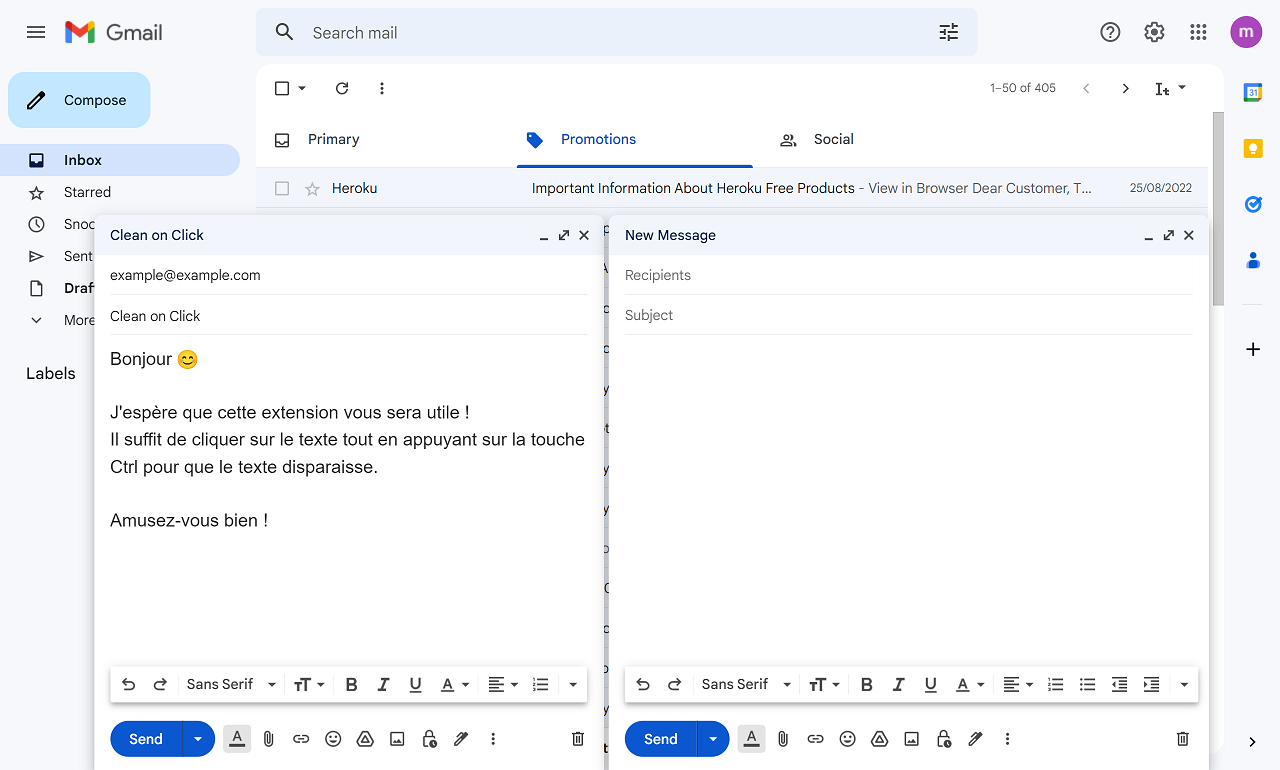 Gmail
Search mail
m
Compose
1–50 of 405
31
Primary
Promotions
Social
Inbox
Heroku Important Information About Heroku Free Products - View in Browser Dear Customer, T... 25/08/2022
Starred
Snoo
Sent
Draf
More
Labels
Clean on Click
example@example.com
Clean on Click
Bonjour 😊
J'espère que cette extension vous sera utile !
Il suffit de cliquer sur le texte tout en appuyant sur la touche
Ctrl pour que le texte disparaisse.
Amusez-vous bien !
Sans Serif
Send
New Message
Recipients
Subject
Sans Serif
Send